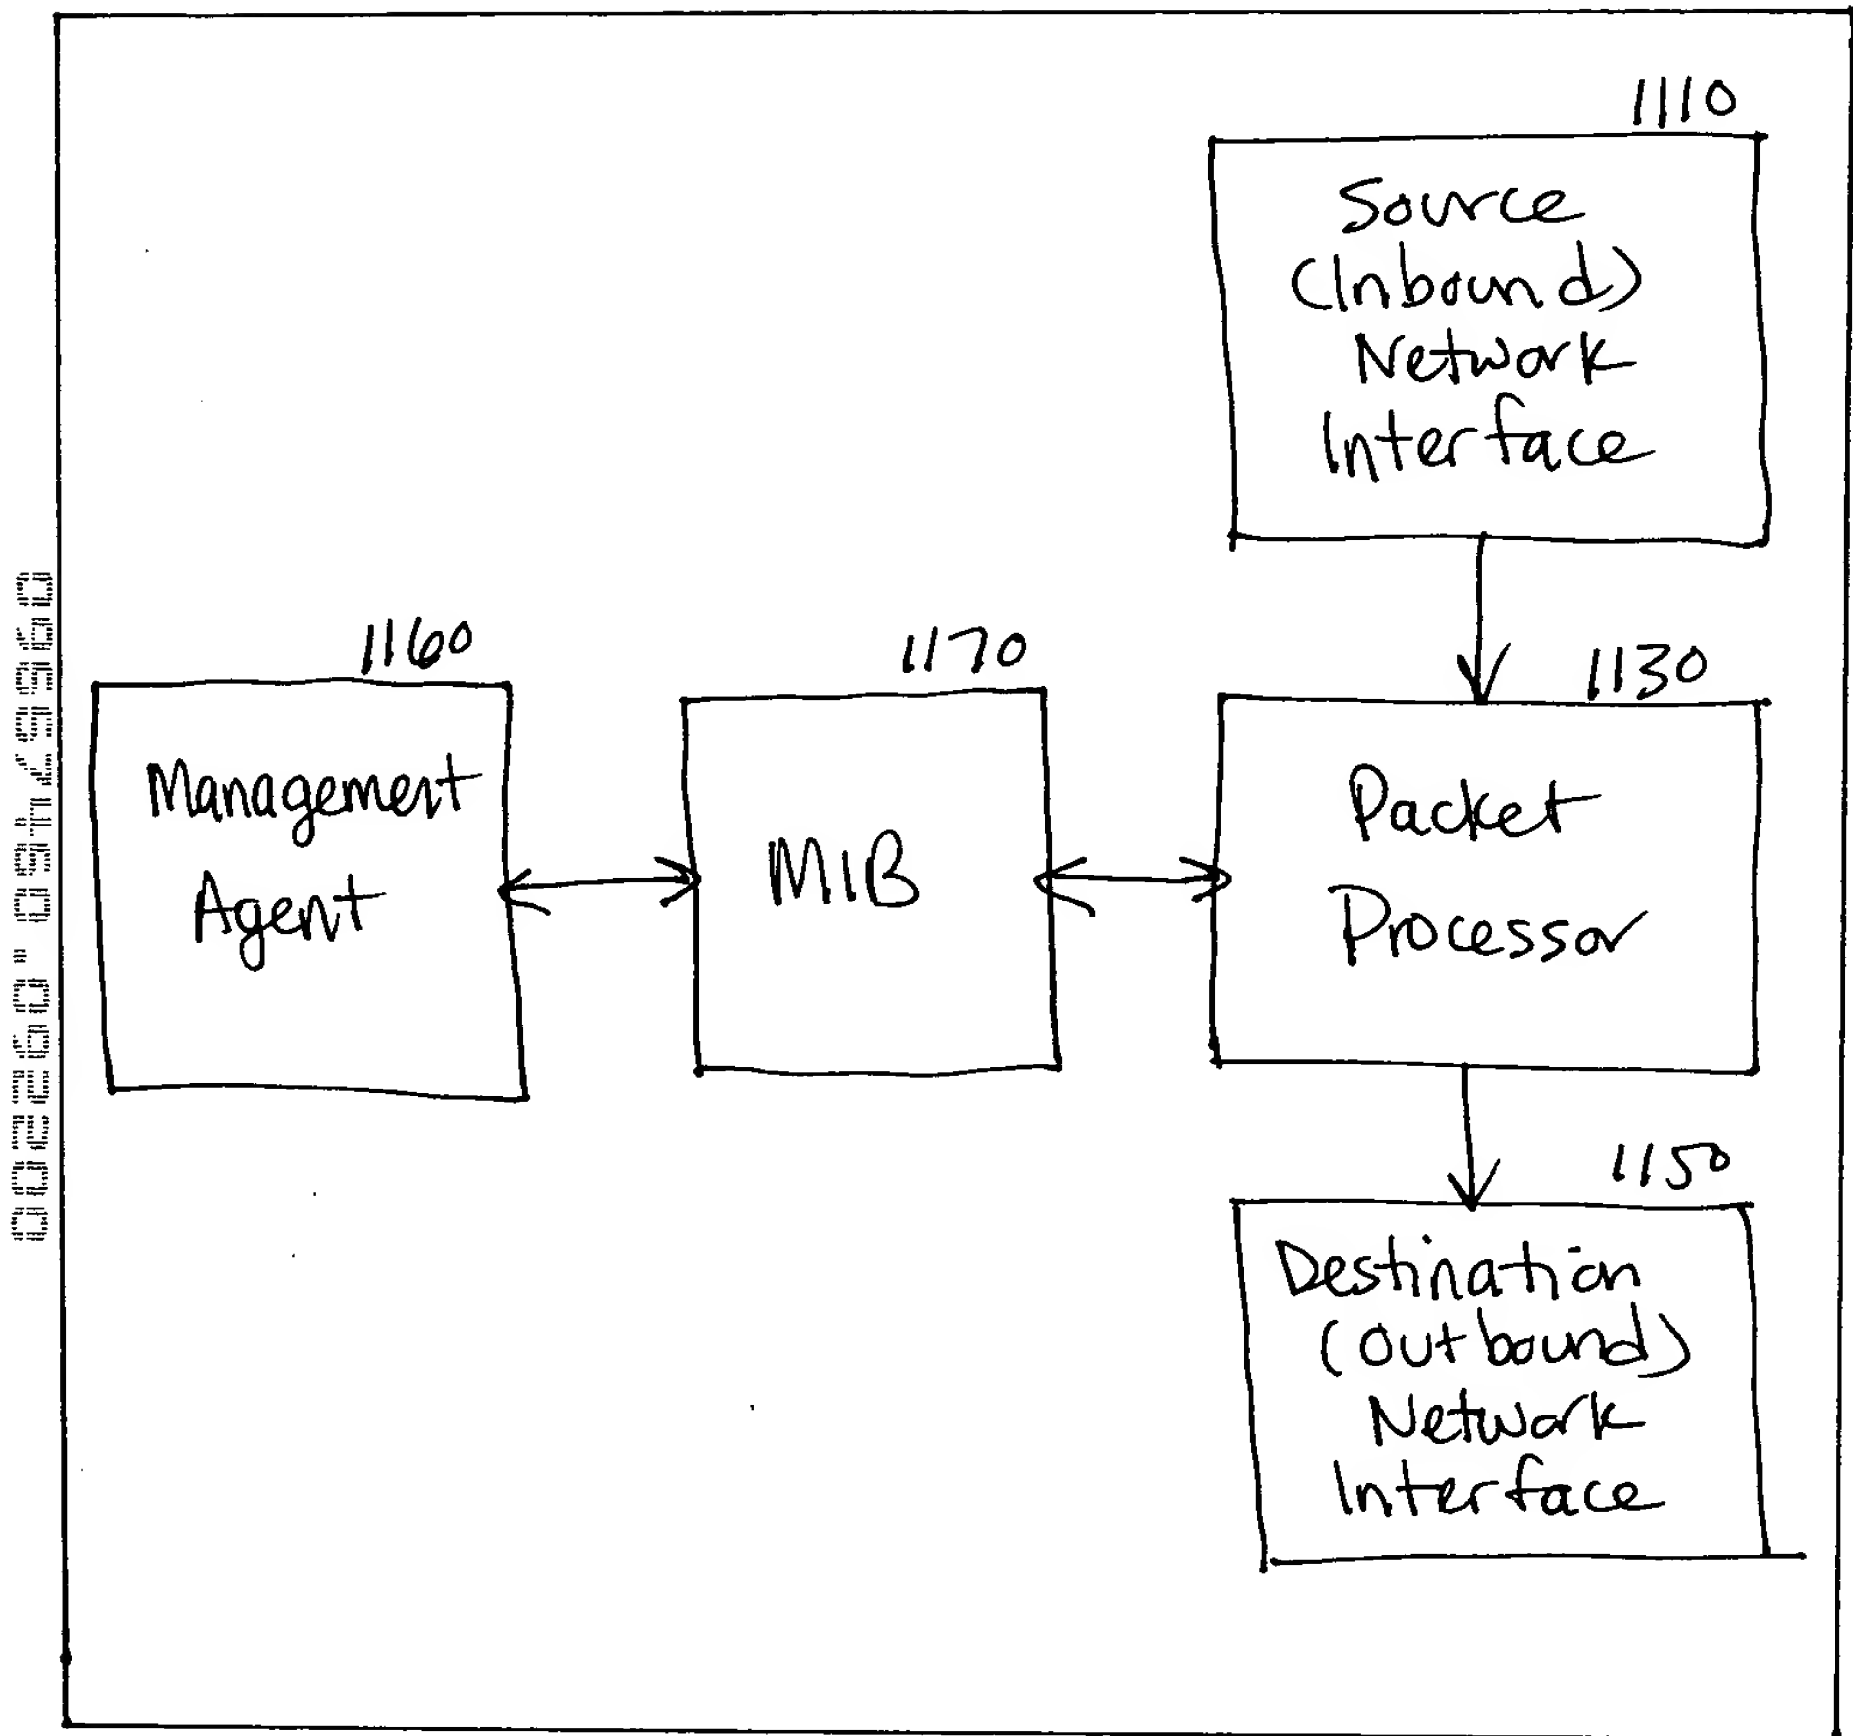 1110
Source
(Inbound)
Network
Interface
1160
Management
Agent
1170
MIB
1130
Packet
Processor
1150
Destination
(Outbound)
Network
Interface